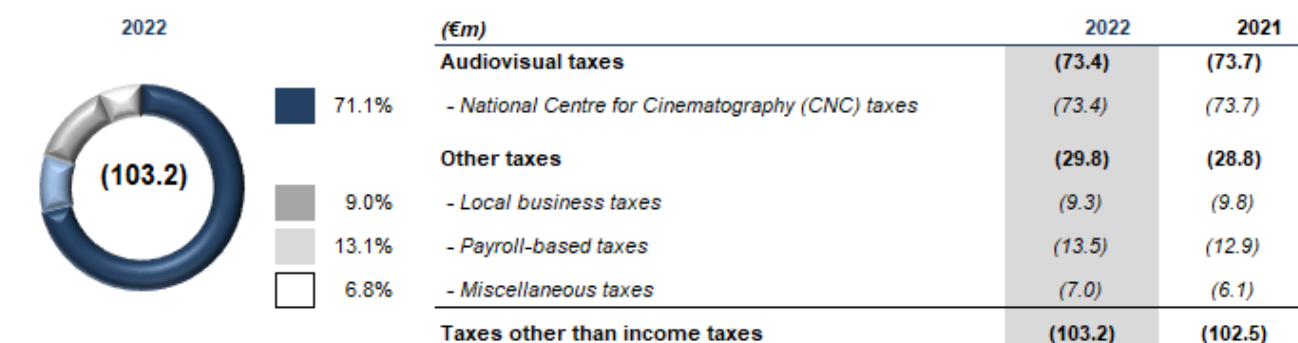 2022 (€m) 2022 2021
Audiovisual taxes (73.4) (73.7)
71.1% - National Centre for Cinematography (CNC) taxes (73.4) (73.7)
Other taxes (29.8) (28.8)
(103.2)
9.0% - Local business taxes (9.3) (9.8)
13.1% - Payroll-based taxes (13.5) (12.9)
6.8% - Miscellaneous taxes (7.0) (6.1)
Taxes other than income taxes (103.2) (102.5)